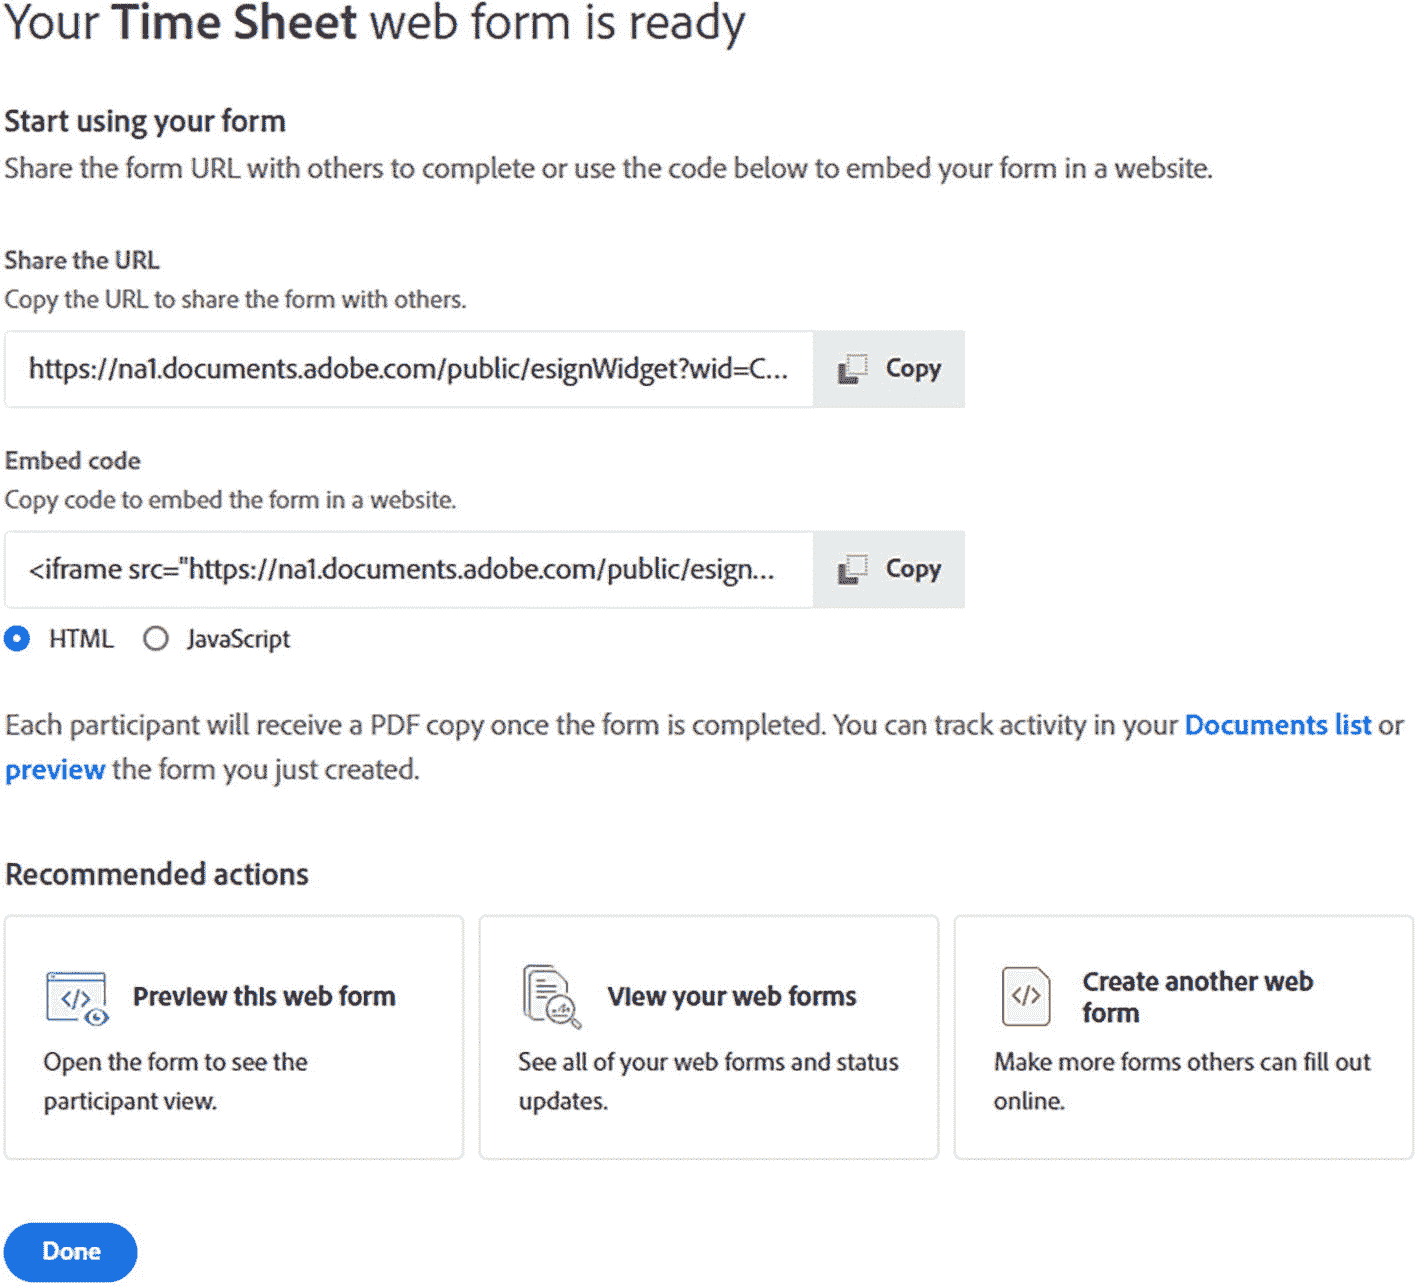 Your Time Sheet web form is ready
Start using your form
Share the form URL with others to complete or use the code below to embed your form in a website.
Share the URL
Copy the URL to share the form with others.
https://na1.documents.adobe.com/public/esignWidget?wid=C...
Copy
Embed code
Copy code to embed the form in a website.
<iframe src="https://na1.documents.adobe.com/public/esign...
Copy
HTML JavaScript
Each participant will receive a PDF copy once the form is completed. You can track activity in your Documents list or
preview the form you just created.
Recommended actions
Preview this web form
Open the form to see the
participant view.
View your web forms
See all of your web forms and status
updates.
Create another web
form
Make more forms others can fill out
online.
Done